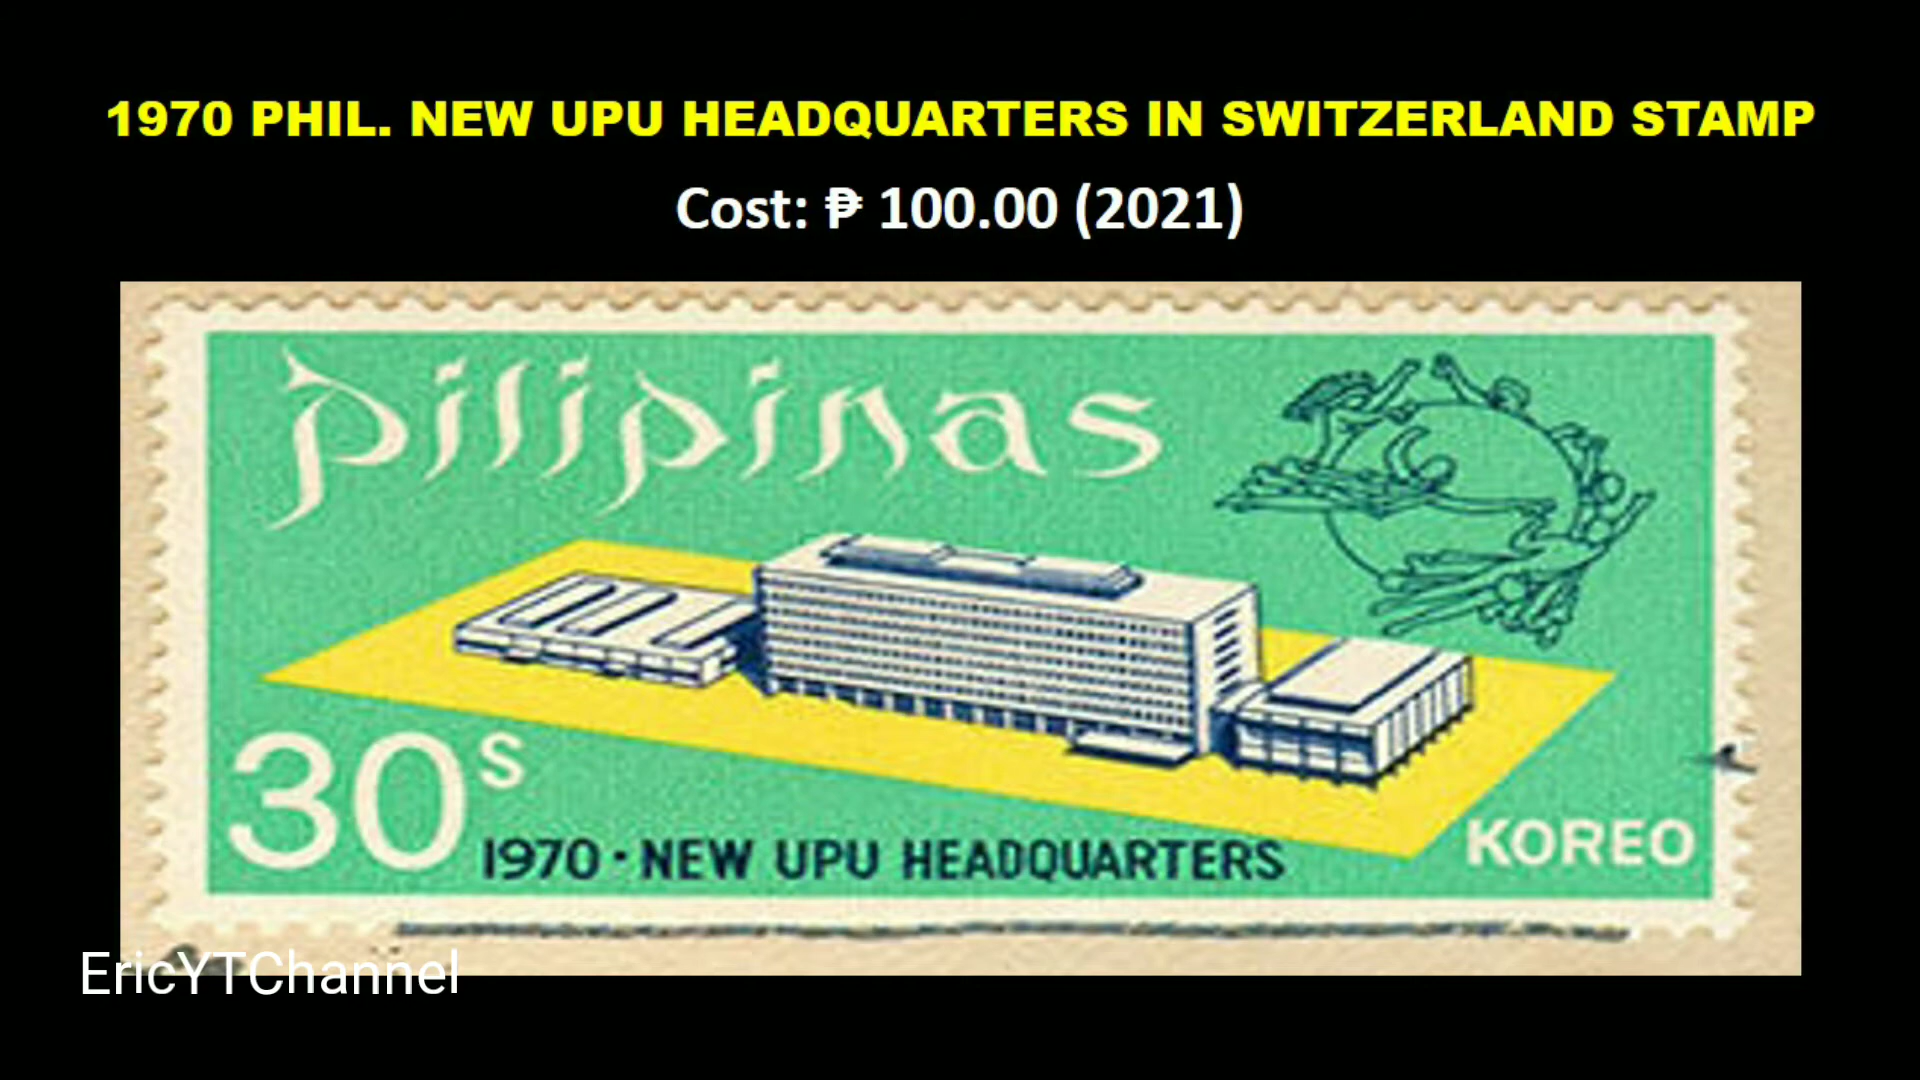 1970 PHIL. NEW UPU HEADQUARTERS IN SWITZERLAND STAMP
Cost: ₱ 100.00 (2021)
pilipinas
30s
1970 · NEW UPU HEADQUARTERS
KOREO
EricYTChannel